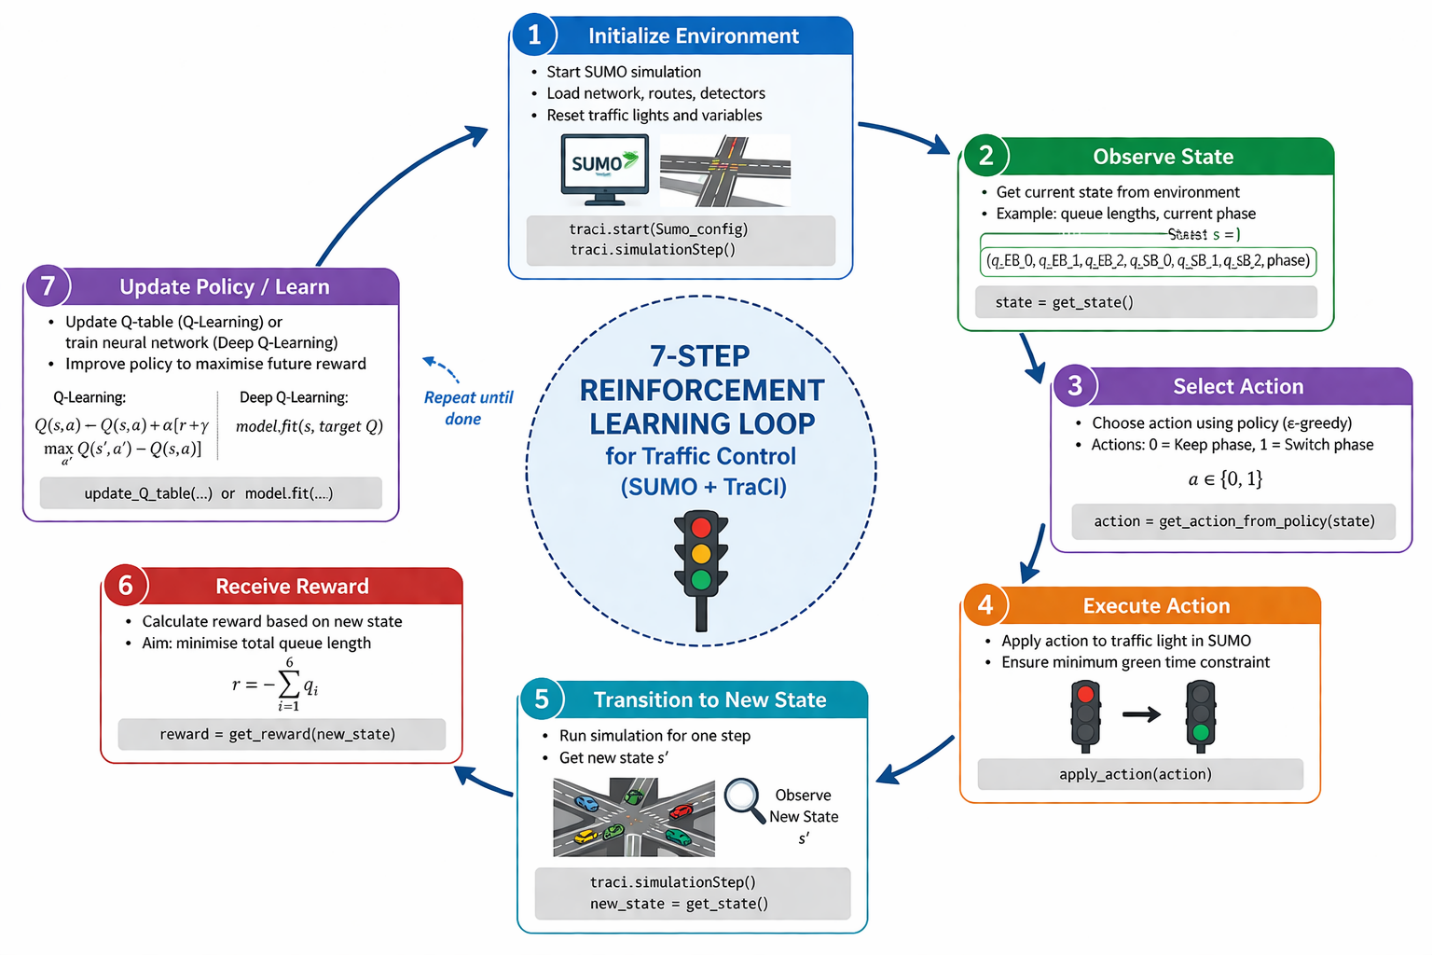 1 Initialize Environment
• Start SUMO simulation
• Load network, routes, detectors
• Reset traffic lights and variables
SUMO
traci.start(Sumo_config)
traci.simulationStep()
2 Observe State
• Get current state from environment
• Example: queue lengths, current phase
s =
(q_EB_0, q_EB_1, q_EB_2, q_SB_0, q_SB_1, q_SB_2, phase)
state = get_state()
3 Select Action
• Choose action using policy (ε-greedy)
• Actions: 0 = Keep phase, 1 = Switch phase
a ∈ {0, 1}
action = get_action_from_policy(state)
4 Execute Action
• Apply action to traffic light in SUMO
• Ensure minimum green time constraint
apply_action(action)
5 Transition to New State
• Run simulation for one step
• Get new state s′
Observe
New State
s′
traci.simulationStep()
new_state = get_state()
6 Receive Reward
• Calculate reward based on new state
• Aim: minimise total queue length
r = −∑_{i=1}^{6} q_i
reward = get_reward(new_state)
7 Update Policy / Learn
• Update Q-table (Q-Learning) or
train neural network (Deep Q-Learning)
• Improve policy to maximise future reward
Q-Learning:
Q(s,a) − Q(s,a) + α[r + γ
max_{a′} Q(s′,a′) − Q(s,a)]
Deep Q-Learning:
model.fit(s, target Q)
update_Q_table(...) or model.fit(....)
Repeat until
done
7-STEP
REINFORCEMENT
LEARNING LOOP
for Traffic Control
(SUMO + TraCI)